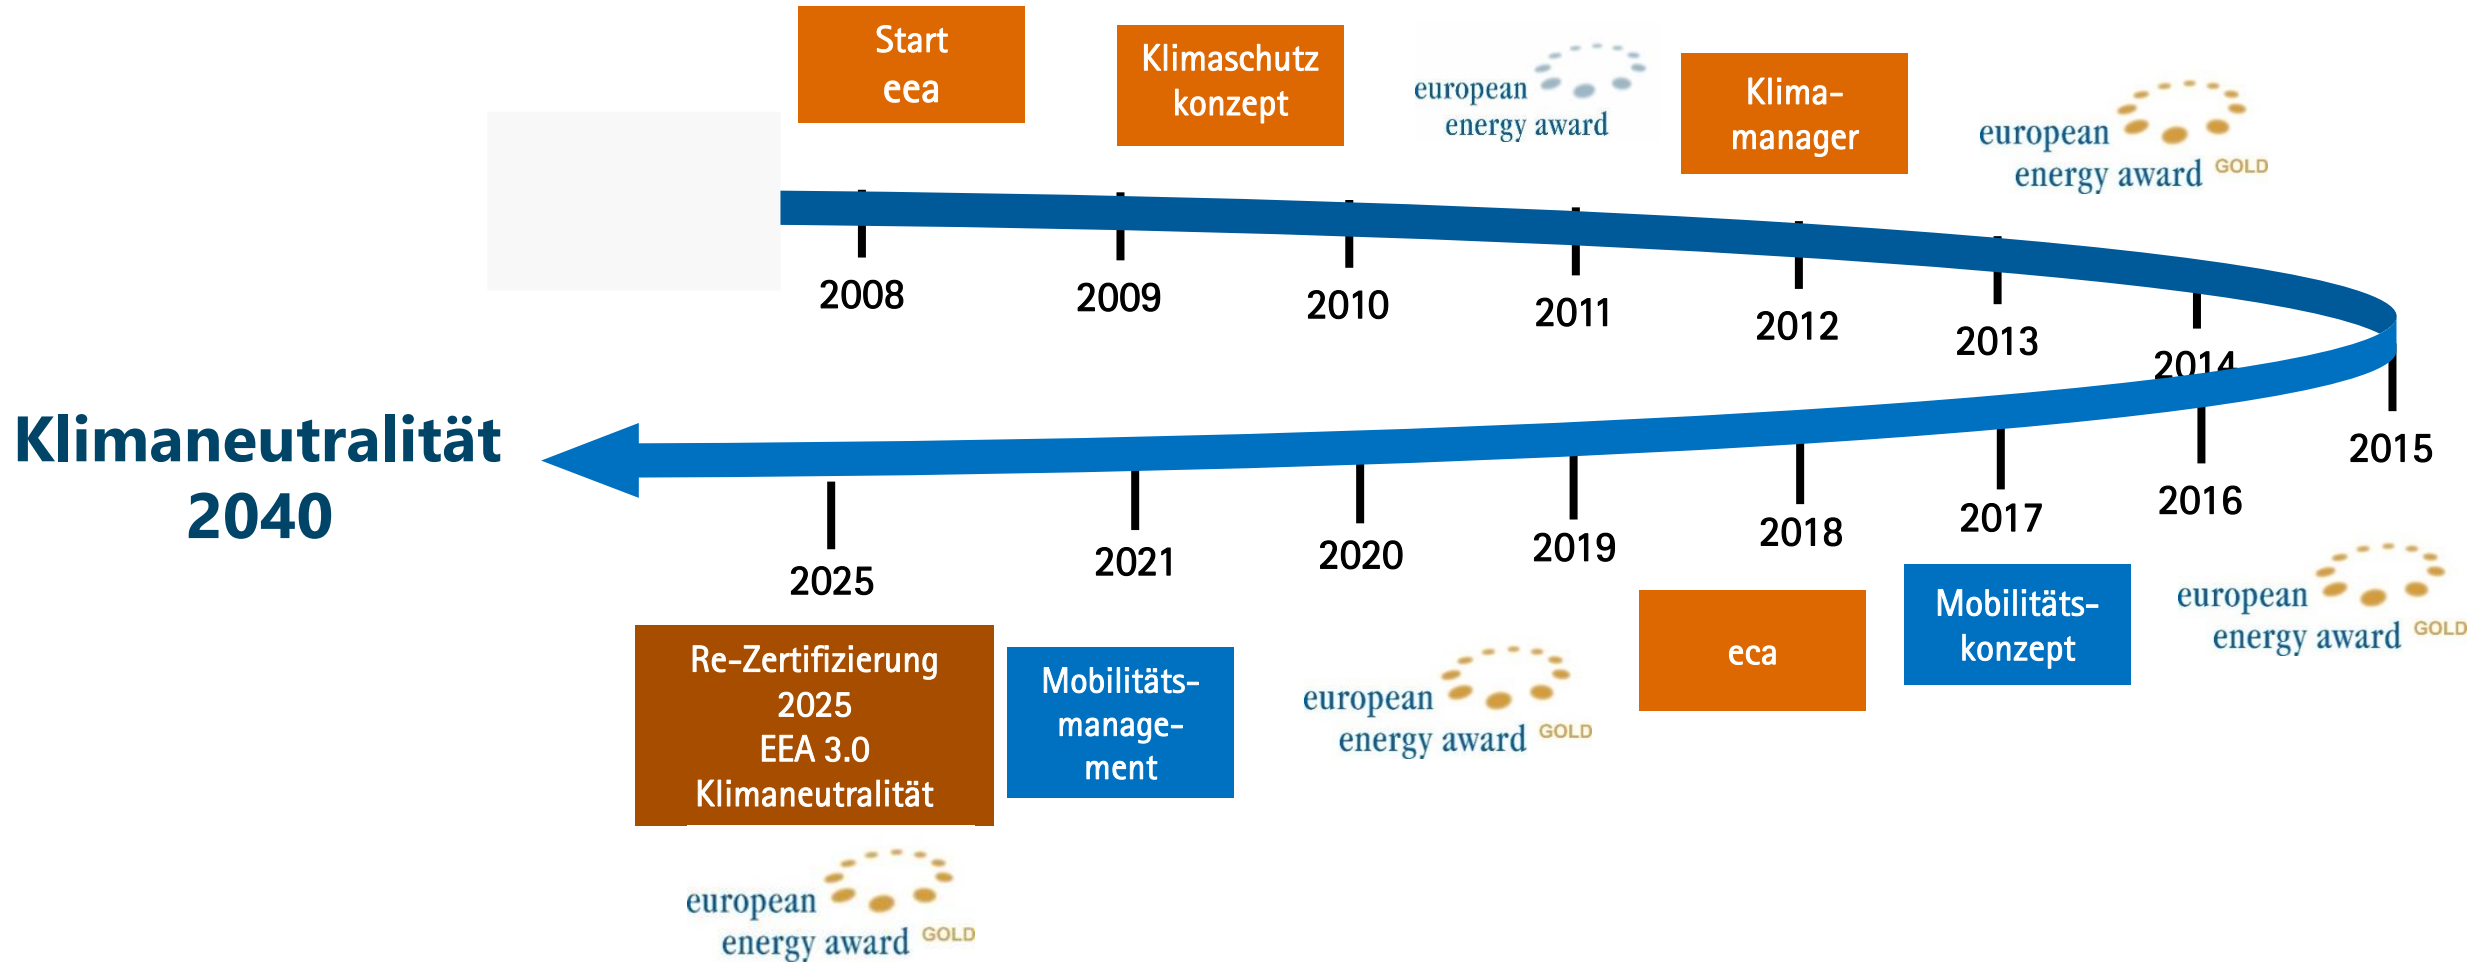 Start
eea
Klimaschutz
konzept
european
energy award
Klima-
manager
european
energy award GOLD
2008
2009
2010
2011
2012
2013
2014
2015
Klimaneutralität
2040
2025
2021
2020
2019
2018
2017
2016
Re-Zertifizierung
2025
EEA 3.0
Klimaneutralität
european
energy award GOLD
Mobilitäts-
manage-
ment
european
energy award GOLD
eca
Mobilitäts-
konzept
european
energy award GOLD